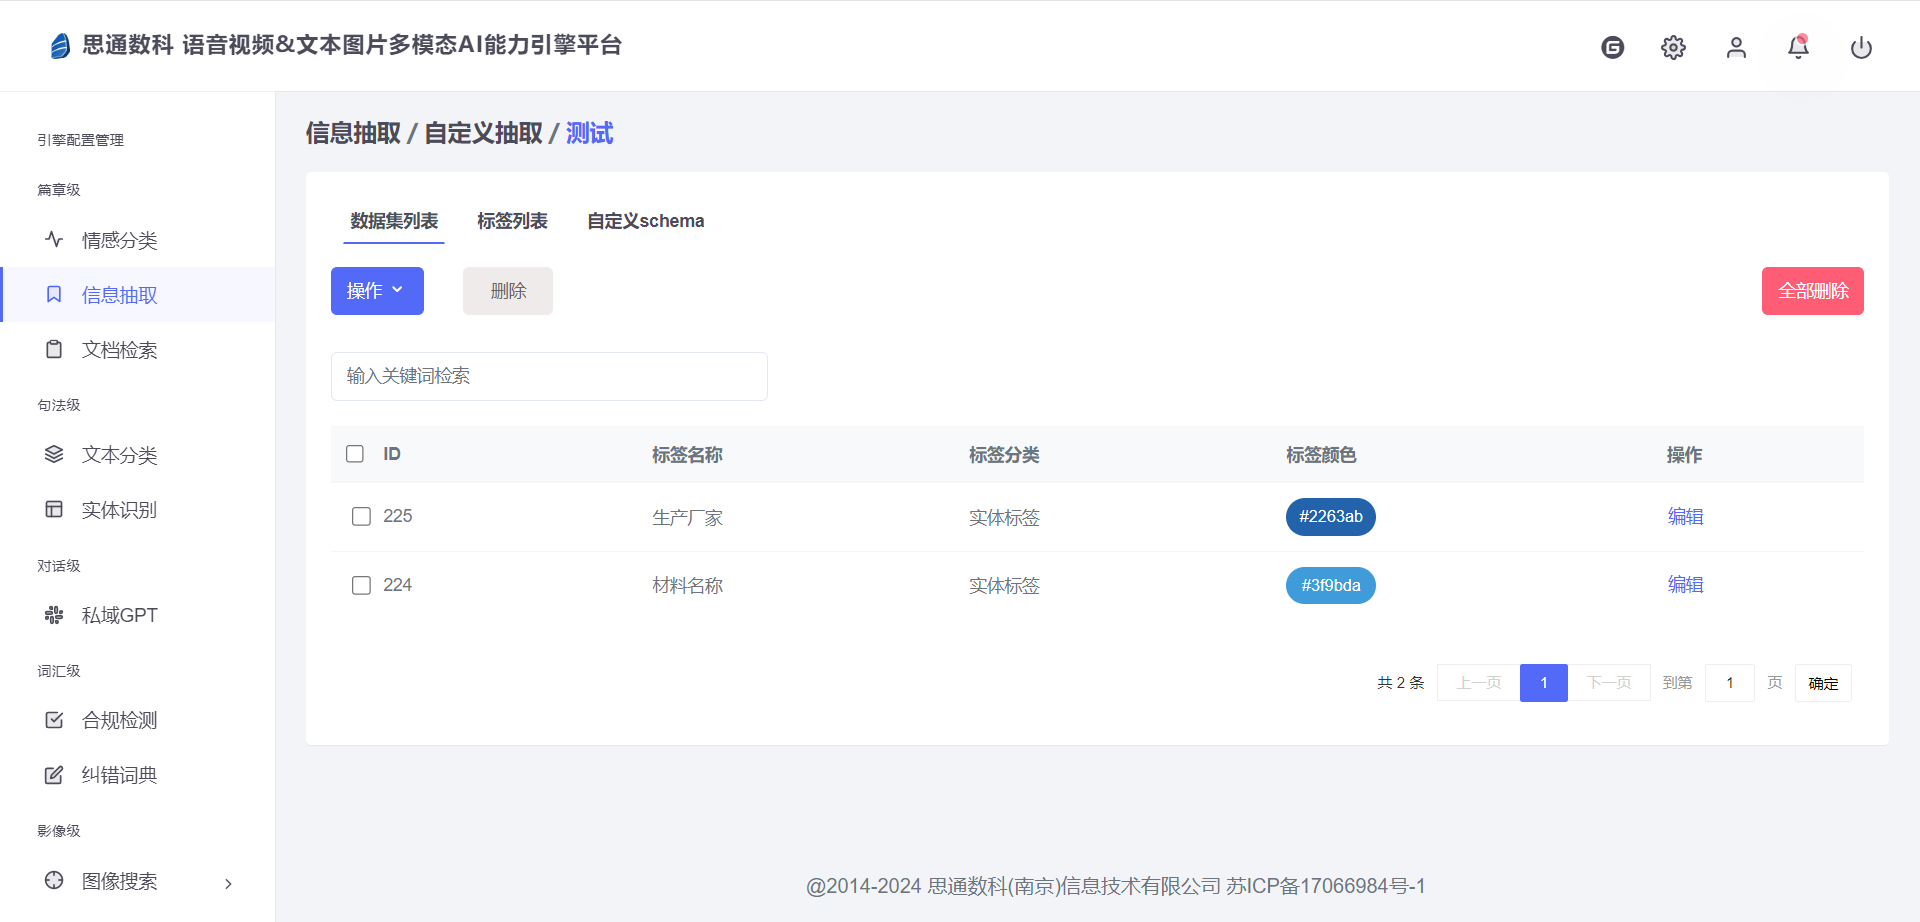 思通数科 语音视频&文本图片多模态AI能力引擎平台
引擎配置管理
篇章级
情感分类
信息抽取
文档检索
句法级
文本分类
实体识别
对话级
私域GPT
词汇级
合规检测
纠错词典
影像级
图像搜索
信息抽取 / 自定义抽取 / 测试
数据集列表 标签列表 自定义schema
操作 删除 全部删除
输入关键词检索
ID 标签名称 标签分类 标签颜色 操作
225 生产厂家 实体标签 #2263ab 编辑
224 材料名称 实体标签 #3f9bda 编辑
共 2 条 上一页 1 下一页 到第 1 页 确定
@2014-2024 思通数科(南京)信息技术有限公司 苏ICP备17066984号-1